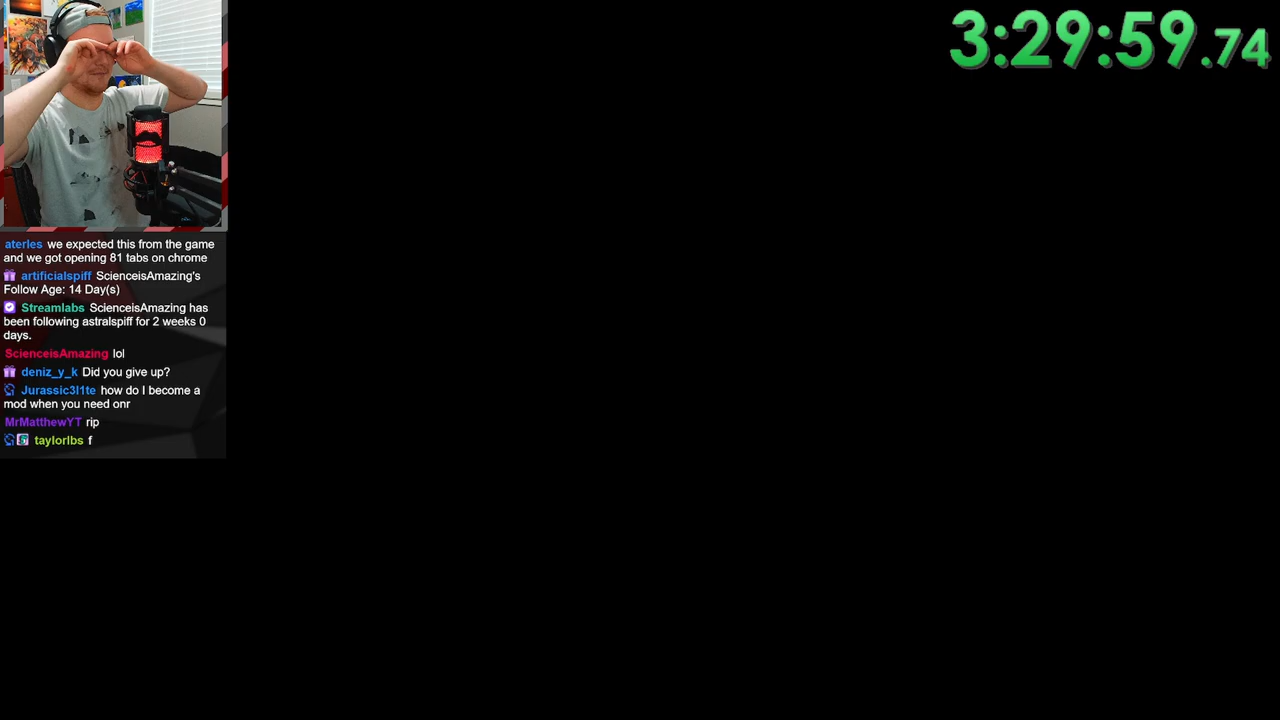 3:29:59.74
aterles we expected this from the game
and we got opening 81 tabs on chrome
artificialspiff ScienceisAmazing's
Follow Age: 14 Day(s)
Streamlabs ScienceisAmazing has
been following astralspiff for 2 weeks 0
days.
ScienceisAmazing lol
deniz_y_k Did you give up?
Jurassic3l1te how do I become a
mod when you need onr
MrMatthewYT rip
taylorlbs f